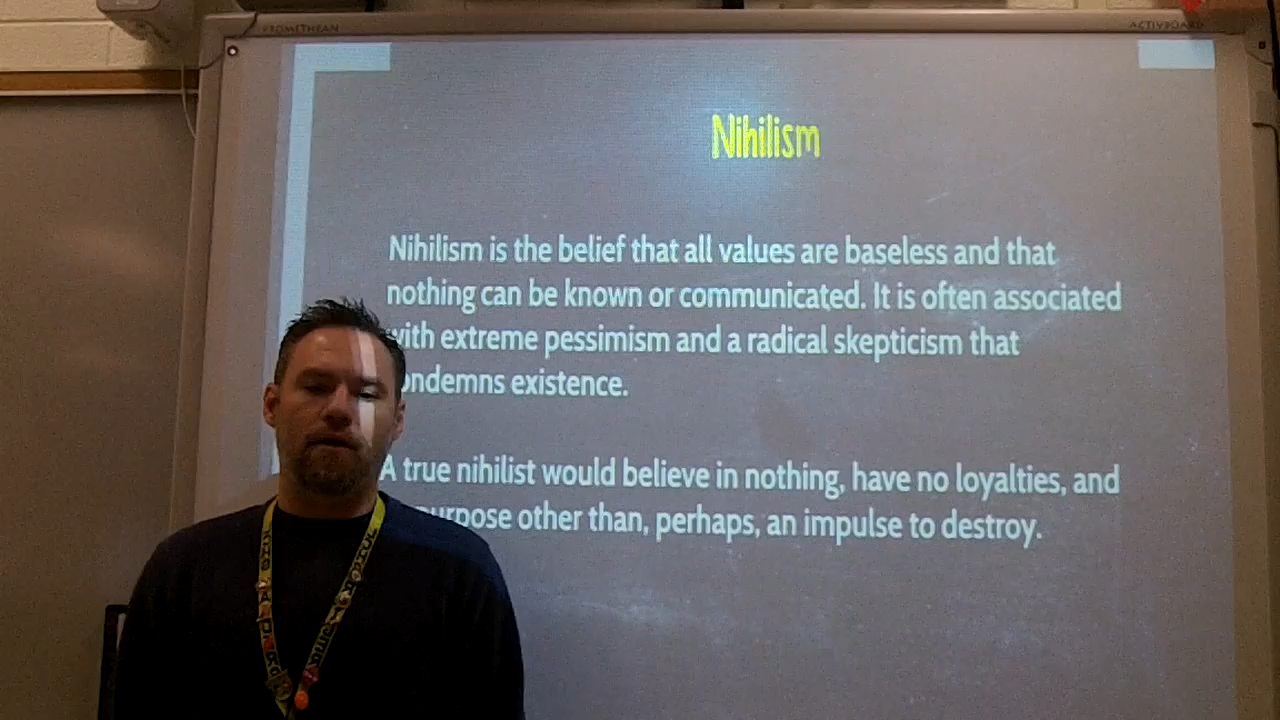 PROMETHEAN
ACTIVBOARD
Nihilism
Nihilism is the belief that all values are baseless and that
nothing can be known or communicated. It is often associated
with extreme pessimism and a radical skepticism that
ondemns existence.
A true nihilist would believe in nothing, have no loyalties, and
urpose other than, perhaps, an impulse to destroy.